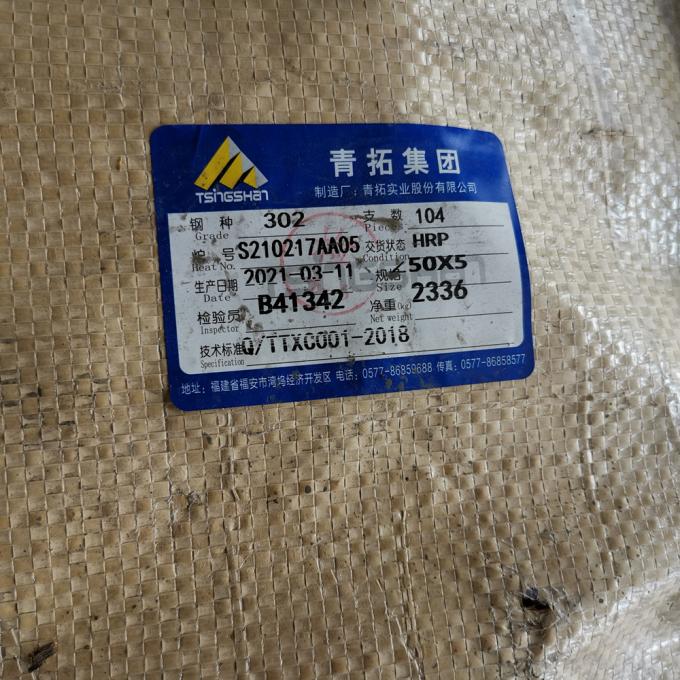 TSINGSHAN
青拓集团
制造厂：青拓实业股份有限公司
钢种 Grade 302 支数 Pieces 104
炉号 Heat No. S210217AA05 交货状态 Condition HRP
生产日期 Date 2021-03-11 规格 Size ∠50X5
检验员 Inspector B41342 净重(kg) Net weight 2336
技术标准 Specification Q/TTXC001-2018
地址：福建省福安市湾坞经济开发区 电话：0577-86859688 传真：0577-86858577